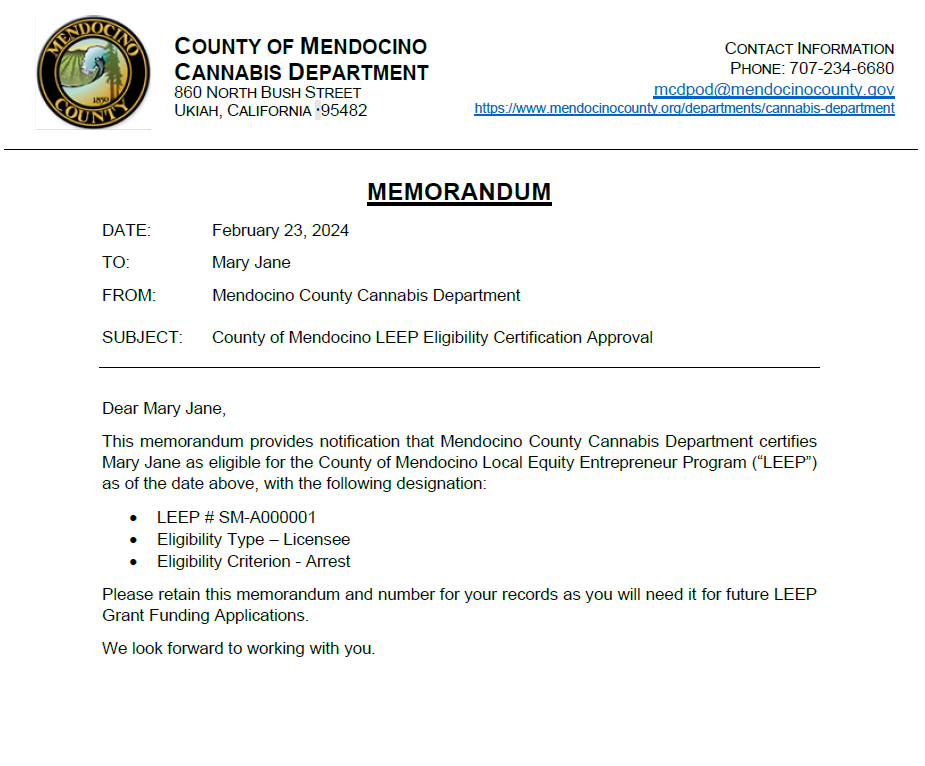 MENDOCINO
1850
COUNTY
COUNTY OF MENDOCINO
CANNABIS DEPARTMENT
860 NORTH BUSH STREET
UKIAH, CALIFORNIA ·95482
CONTACT INFORMATION
PHONE: 707-234-6680
mcdpod@mendocinocounty.gov
https://www.mendocinocounty.org/departments/cannabis-department
MEMORANDUM
DATE: February 23, 2024
TO: Mary Jane
FROM: Mendocino County Cannabis Department
SUBJECT: County of Mendocino LEEP Eligibility Certification Approval
Dear Mary Jane,
This memorandum provides notification that Mendocino County Cannabis Department certifies
Mary Jane as eligible for the County of Mendocino Local Equity Entrepreneur Program (“LEEP”)
as of the date above, with the following designation:
• LEEP # SM-A000001
• Eligibility Type – Licensee
• Eligibility Criterion - Arrest
Please retain this memorandum and number for your records as you will need it for future LEEP
Grant Funding Applications.
We look forward to working with you.